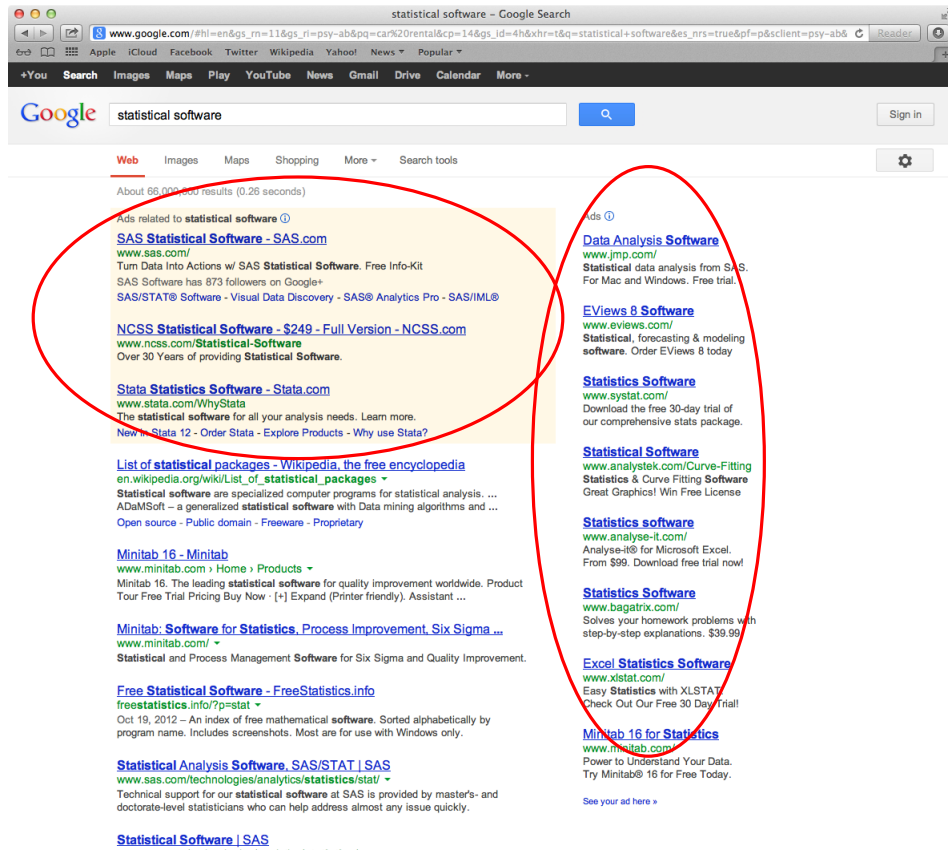 statistical software – Google Search
www.google.com/#hl=en&gs_rn=11&gs_ri=psy-ab&pq=car%20rental&cp=14&gs_id=4h&xhr=t&q=statistical+software&es_nrs=true&pf=p&sclient=psy-ab&
Reader
Apple iCloud Facebook Twitter Wikipedia Yahoo! News Popular
+You Search Images Maps Play YouTube News Gmail Drive Calendar More
Google
statistical software
Sign in
Web Images Maps Shopping More Search tools
About 66,000,000 results (0.26 seconds)
Ads related to statistical software
SAS Statistical Software - SAS.com
www.sas.com/
Turn Data Into Actions w/ SAS Statistical Software. Free Info-Kit
SAS Software has 873 followers on Google+
SAS/STAT® Software - Visual Data Discovery - SAS® Analytics Pro - SAS/IML®
NCSS Statistical Software - $249 - Full Version - NCSS.com
www.ncss.com/Statistical-Software
Over 30 Years of providing Statistical Software.
Stata Statistics Software - Stata.com
www.stata.com/WhyStata
The statistical software for all your analysis needs. Learn more.
New in Stata 12 - Order Stata - Explore Products - Why use Stata?
List of statistical packages - Wikipedia, the free encyclopedia
en.wikipedia.org/wiki/List_of_statistical_packages
Statistical software are specialized computer programs for statistical analysis. ...
ADaMSoft – a generalized statistical software with Data mining algorithms and ...
Open source - Public domain - Freeware - Proprietary
Minitab 16 - Minitab
www.minitab.com › Home › Products
Minitab 16. The leading statistical software for quality improvement worldwide. Product
Tour Free Trial Pricing Buy Now · [+] Expand (Printer friendly). Assistant ...
Minitab: Software for Statistics, Process Improvement, Six Sigma ...
www.minitab.com/
Statistical and Process Management Software for Six Sigma and Quality Improvement.
Free Statistical Software - FreeStatistics.info
freestatistics.info/?p=stat
Oct 19, 2012 – An index of free mathematical software. Sorted alphabetically by
program name. Includes screenshots. Most are for use with Windows only.
Statistical Analysis Software, SAS/STAT | SAS
www.sas.com/technologies/analytics/statistics/stat/
Technical support for our statistical software at SAS is provided by master's- and
doctorate-level statisticians who can help address almost any issue quickly.
Statistical Software | SAS
Ads
Data Analysis Software
www.jmp.com/
Statistical data analysis from SAS.
For Mac and Windows. Free trial.
EViews 8 Software
www.eviews.com/
Statistical, forecasting & modeling
software. Order EViews 8 today
Statistics Software
www.systat.com/
Download the free 30-day trial of
our comprehensive stats package.
Statistical Software
www.analystek.com/Curve-Fitting
Statistics & Curve Fitting Software
Great Graphics! Win Free License
Statistics software
www.analyse-it.com/
Analyse-it® for Microsoft Excel.
From $99. Download free trial now!
Statistics Software
www.bagatrix.com/
Solves your homework problems with
step-by-step explanations. $39.99
Excel Statistics Software
www.xlstat.com/
Easy Statistics with XLSTAT
Check Out Our Free 30 Day Trial!
Minitab 16 for Statistics
www.minitab.com/
Power to Understand Your Data.
Try Minitab® 16 for Free Today.
See your ad here »